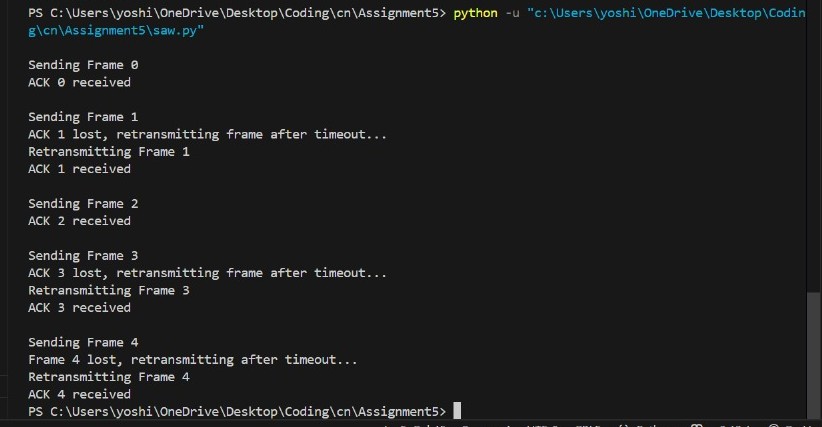 PS C:\Users\yoshi\OneDrive\Desktop\Coding\cn\Assignment5> python -u "c:\Users\yoshi\OneDrive\Desktop\Codin
g\cn\Assignment5\saw.py"
Sending Frame 0
ACK 0 received
Sending Frame 1
ACK 1 lost, retransmitting frame after timeout...
Retransmitting Frame 1
ACK 1 received
Sending Frame 2
ACK 2 received
Sending Frame 3
ACK 3 lost, retransmitting frame after timeout...
Retransmitting Frame 3
ACK 3 received
Sending Frame 4
Frame 4 lost, retransmitting after timeout...
Retransmitting Frame 4
ACK 4 received
PS C:\Users\yoshi\OneDrive\Desktop\Coding\cn\Assignment5>